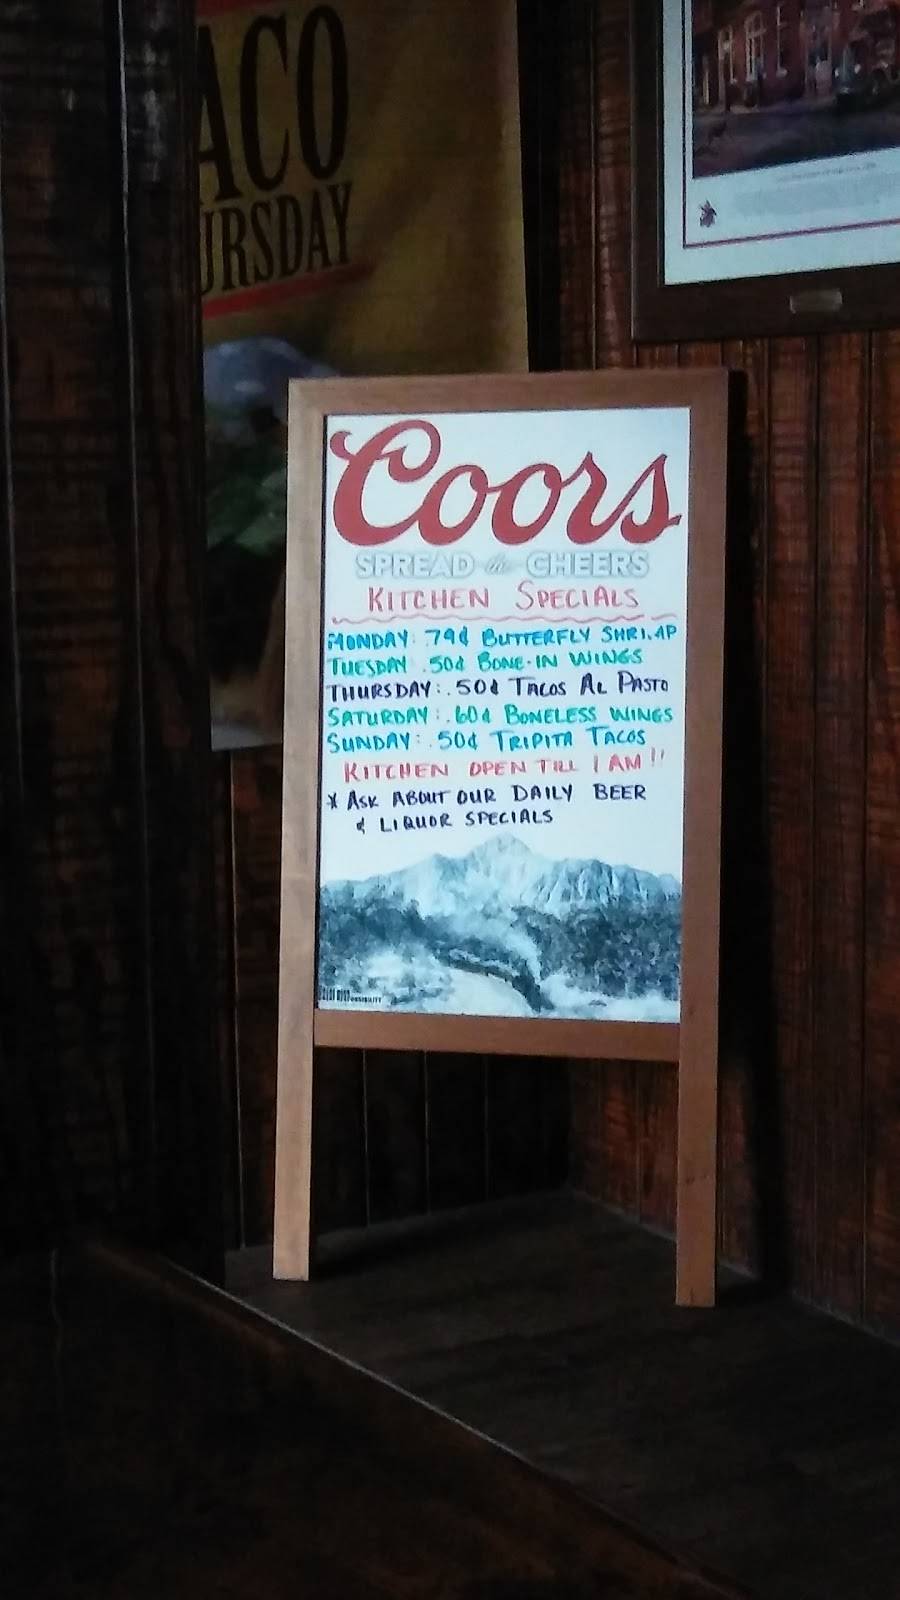 ACO
URSDAY
Coors
SPREAD the CHEERS
KITCHEN SPECIALS
MONDAY: .79¢ BUTTERFLY SHRIMP
TUESDAY .50¢ BONE-IN WINGS
THURSDAY: .50¢ TACOS AL PASTO
SATURDAY: .60¢ BONELESS WINGS
SUNDAY: .50¢ TRIPITA TACOS
KITCHEN OPEN TILL 1 AM!!
* ASK ABOUT OUR DAILY BEER
& LIQUOR SPECIALS